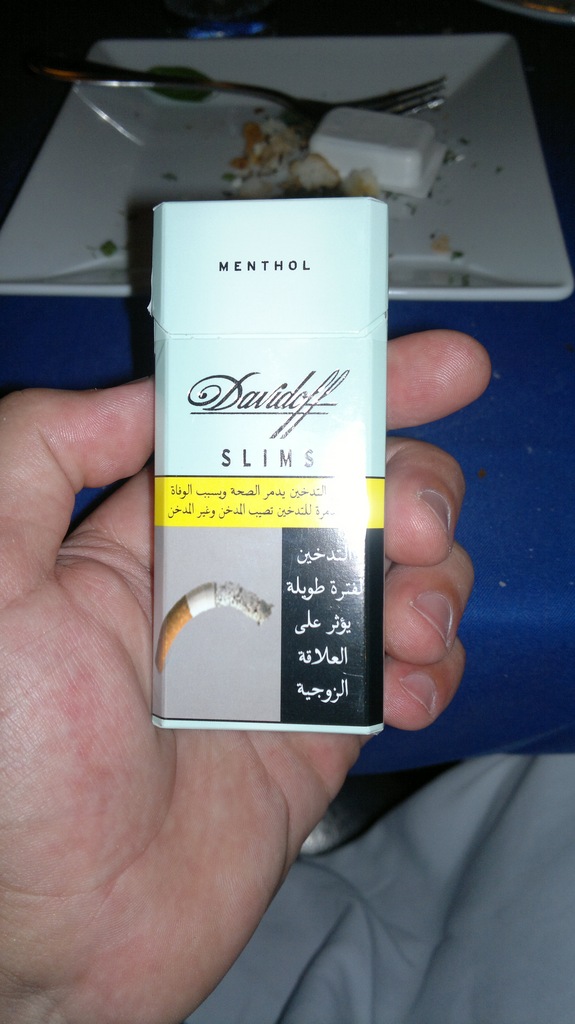 MENTHOL
Davidoff
SLIMS
التدخين يدمر الصحة ويسبب الوفاة
للتدخين تصيب المدخن وغير المدخن
التدخين
لفترة طويلة
يؤثر على
العلاقة
الزوجية